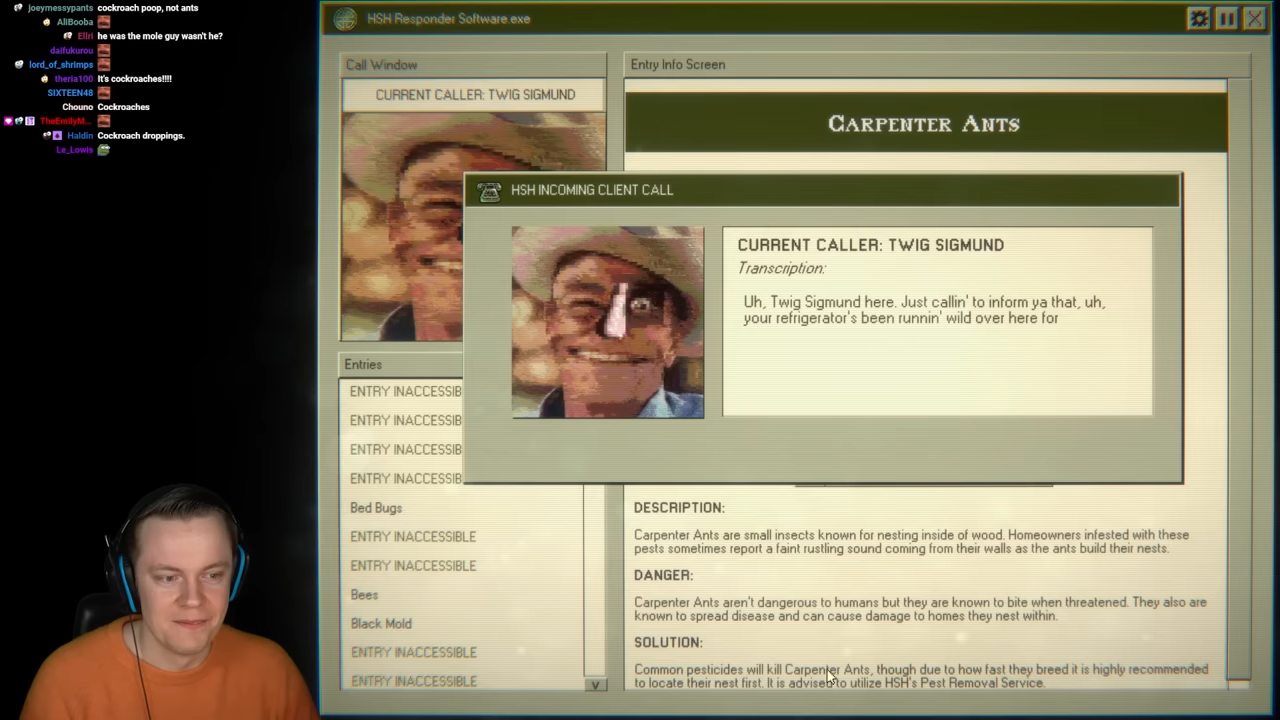 joeymessypants cockroach poop, not ants
AliBooba
Ellri he was the mole guy wasn't he?
daifukurou
lord_of_shrimps
theria100 It's cockroaches!!!!
SIXTEEN48
Chouno Cockroaches
TheEmilyM...
Haldin Cockroach droppings.
Le_Lowis
HSH Responder Software.exe
Call Window
CURRENT CALLER: TWIG SIGMUND
Entries
ENTRY INACCESSIB
ENTRY INACCESSIB
ENTRY INACCESSIB
ENTRY INACCESSIB
Bed Bugs
ENTRY INACCESSIBLE
ENTRY INACCESSIBLE
Bees
Black Mold
ENTRY INACCESSIBLE
ENTRY INACCESSIBLE
V
Entry Info Screen
CARPENTER ANTS
HSH INCOMING CLIENT CALL
CURRENT CALLER: TWIG SIGMUND
Transcription:
Uh, Twig Sigmund here. Just callin' to inform ya that, uh,
your refrigerator's been runnin' wild over here for
DESCRIPTION:
Carpenter Ants are small insects known for nesting inside of wood. Homeowners infested with these
pests sometimes report a faint rustling sound coming from their walls as the ants build their nests.
DANGER:
Carpenter Ants aren't dangerous to humans but they are known to bite when threatened. They also are
known to spread disease and can cause damage to homes they nest within.
SOLUTION:
Common pesticides will kill Carpenter Ants, though due to how fast they breed it is highly recommended
to locate their nest first. It is advised to utilize HSH's Pest Removal Service.